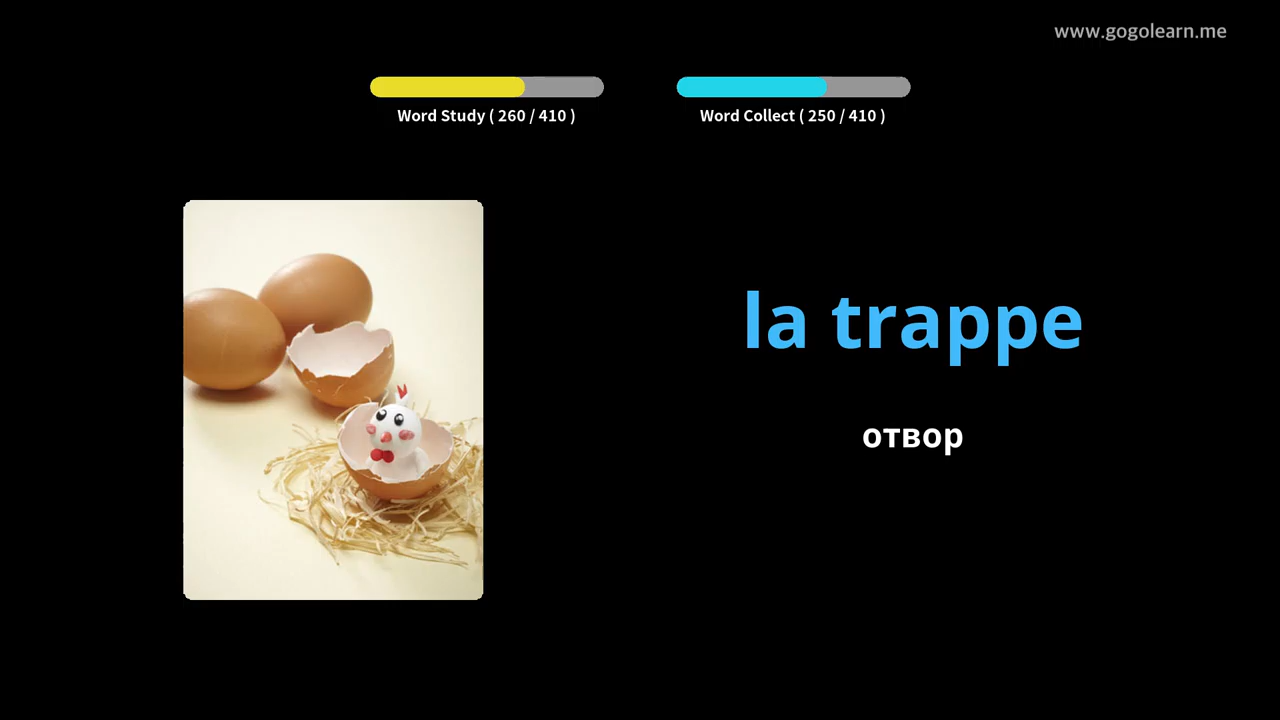 www.gogolearn.me
Word Study ( 260 / 410 )
Word Collect ( 250 / 410 )
la trappe
отвор